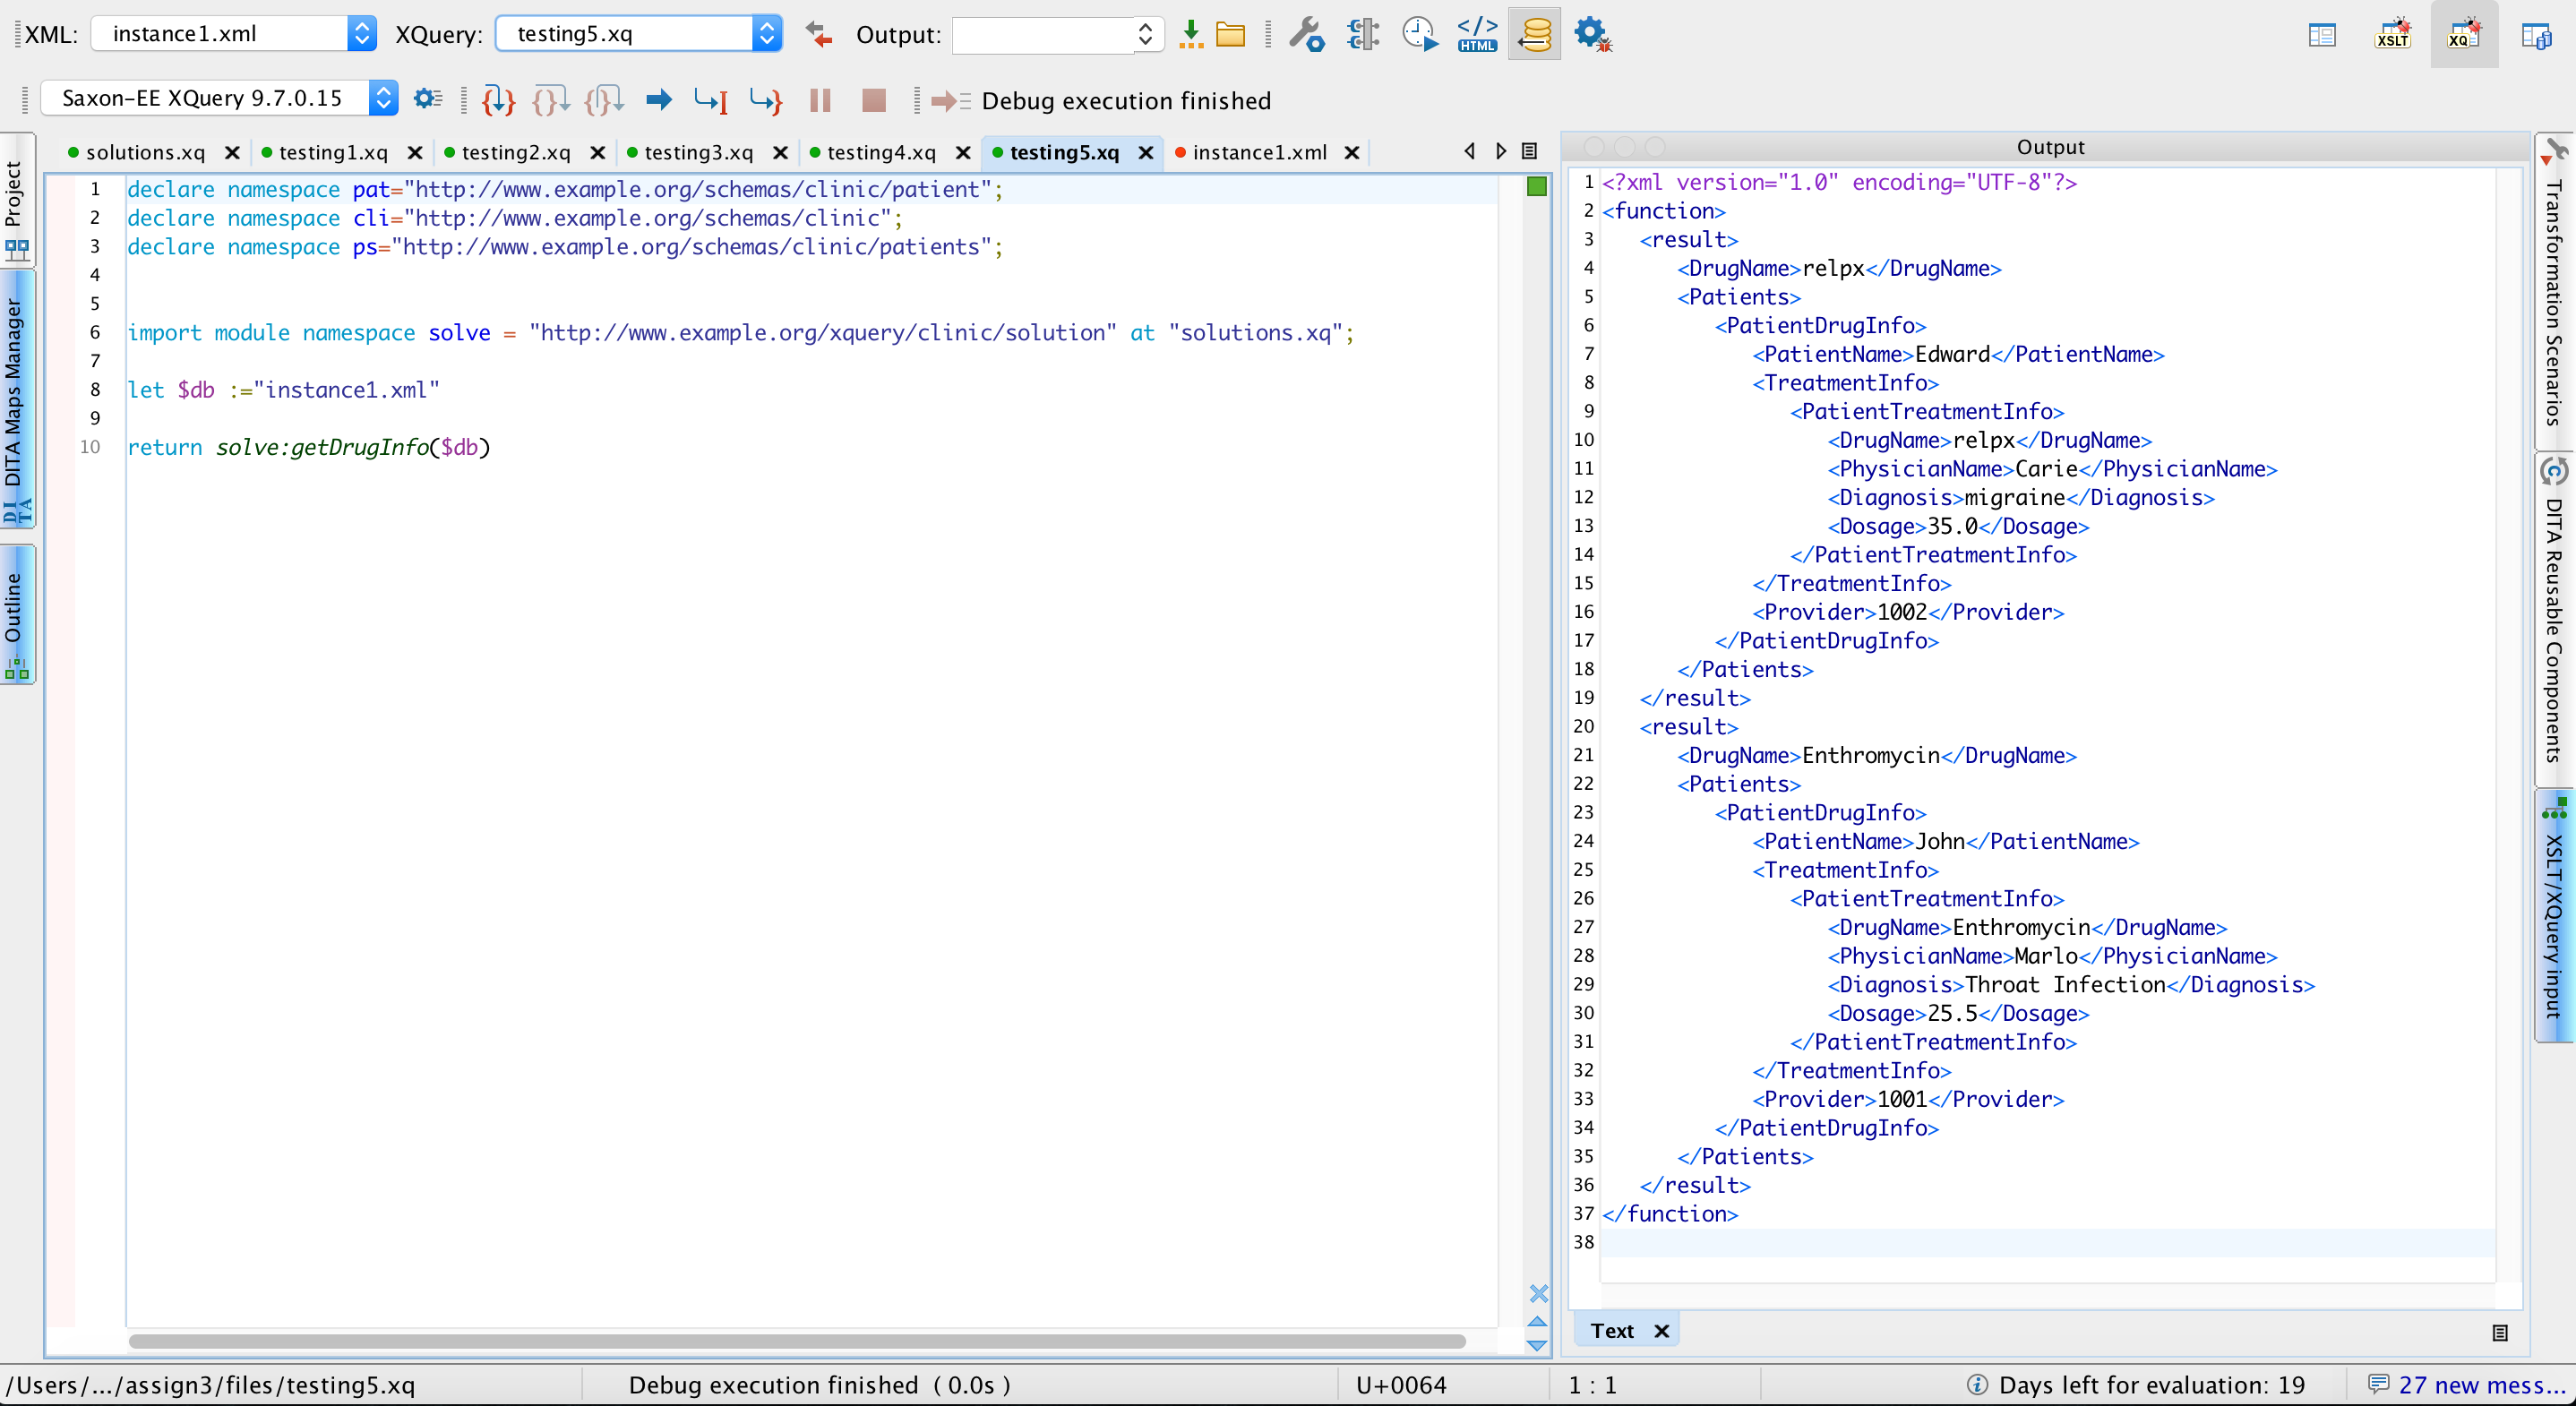 XML: instance1.xml XQuery: testing5.xq Output:
</> HTML
XSLT XQ
Saxon-EE XQuery 9.7.0.15 Debug execution finished
Project
DITA Maps Manager
DITA
Outline
solutions.xq testing1.xq testing2.xq testing3.xq testing4.xq testing5.xq instance1.xml
1 declare namespace pat="http://www.example.org/schemas/clinic/patient";
2 declare namespace cli="http://www.example.org/schemas/clinic";
3 declare namespace ps="http://www.example.org/schemas/clinic/patients";
4
5
6 import module namespace solve = "http://www.example.org/xquery/clinic/solution" at "solutions.xq";
7
8 let $db :="instance1.xml"
9
10 return solve:getDrugInfo($db)
Output
1 <?xml version="1.0" encoding="UTF-8"?>
2 <function>
3 <result>
4 <DrugName>relpx</DrugName>
5 <Patients>
6 <PatientDrugInfo>
7 <PatientName>Edward</PatientName>
8 <TreatmentInfo>
9 <PatientTreatmentInfo>
10 <DrugName>relpx</DrugName>
11 <PhysicianName>Carie</PhysicianName>
12 <Diagnosis>migraine</Diagnosis>
13 <Dosage>35.0</Dosage>
14 </PatientTreatmentInfo>
15 </TreatmentInfo>
16 <Provider>1002</Provider>
17 </PatientDrugInfo>
18 </Patients>
19 </result>
20 <result>
21 <DrugName>Enthromycin</DrugName>
22 <Patients>
23 <PatientDrugInfo>
24 <PatientName>John</PatientName>
25 <TreatmentInfo>
26 <PatientTreatmentInfo>
27 <DrugName>Enthromycin</DrugName>
28 <PhysicianName>Marlo</PhysicianName>
29 <Diagnosis>Throat Infection</Diagnosis>
30 <Dosage>25.5</Dosage>
31 </PatientTreatmentInfo>
32 </TreatmentInfo>
33 <Provider>1001</Provider>
34 </PatientDrugInfo>
35 </Patients>
36 </result>
37 </function>
38
Text
Transformation Scenarios
DITA Reusable Components
XSLT/XQuery input
/Users/.../assign3/files/testing5.xq Debug execution finished (0.0s) U+0064 1 : 1 Days left for evaluation: 19 27 new mess...